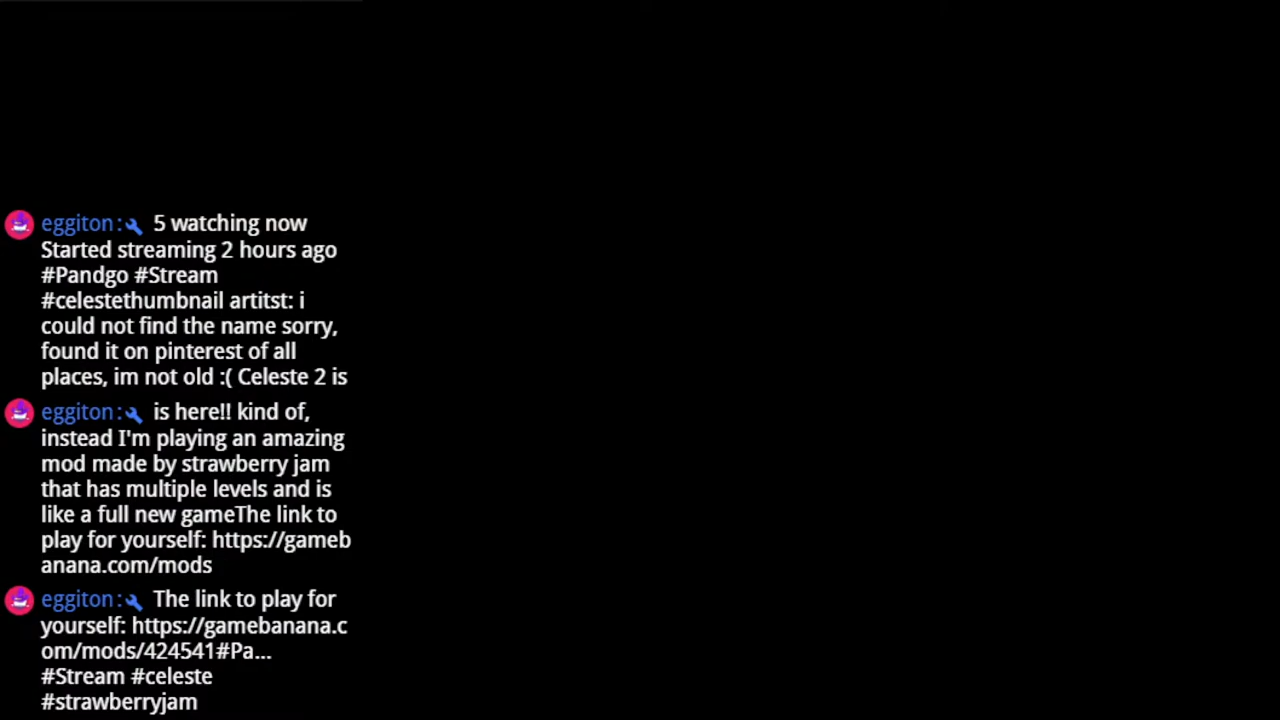 eggiton: 5 watching now
Started streaming 2 hours ago
#Pandgo #Stream
#celestethumbnail artitst: i
could not find the name sorry,
found it on pinterest of all
places, im not old :( Celeste 2 is
eggiton: is here!! kind of,
instead I'm playing an amazing
mod made by strawberry jam
that has multiple levels and is
like a full new gameThe link to
play for yourself: https://gameb
anana.com/mods
eggiton: The link to play for
yourself: https://gamebanana.c
om/mods/424541#Pa...
#Stream #celeste
#strawberryjam